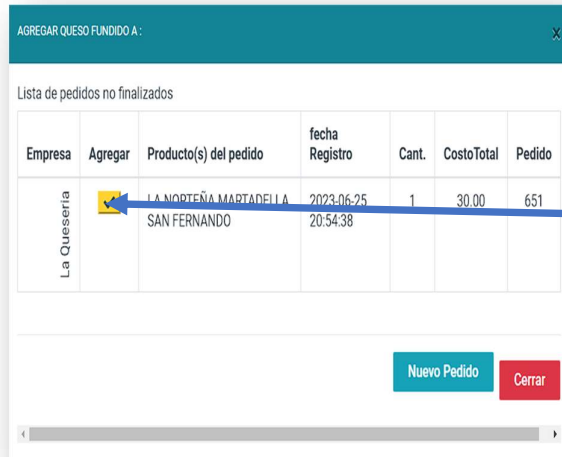 AGREGAR QUESO FUNDIDO A :
x
Lista de pedidos no finalizados
Empresa Agregar Producto(s) del pedido fecha Registro Cant. CostoTotal Pedido
La Queseria LA NORTEÑA MARTADELLA SAN FERNANDO 2023-06-25 20:54:38 1 30.00 651
Nuevo Pedido
Cerrar